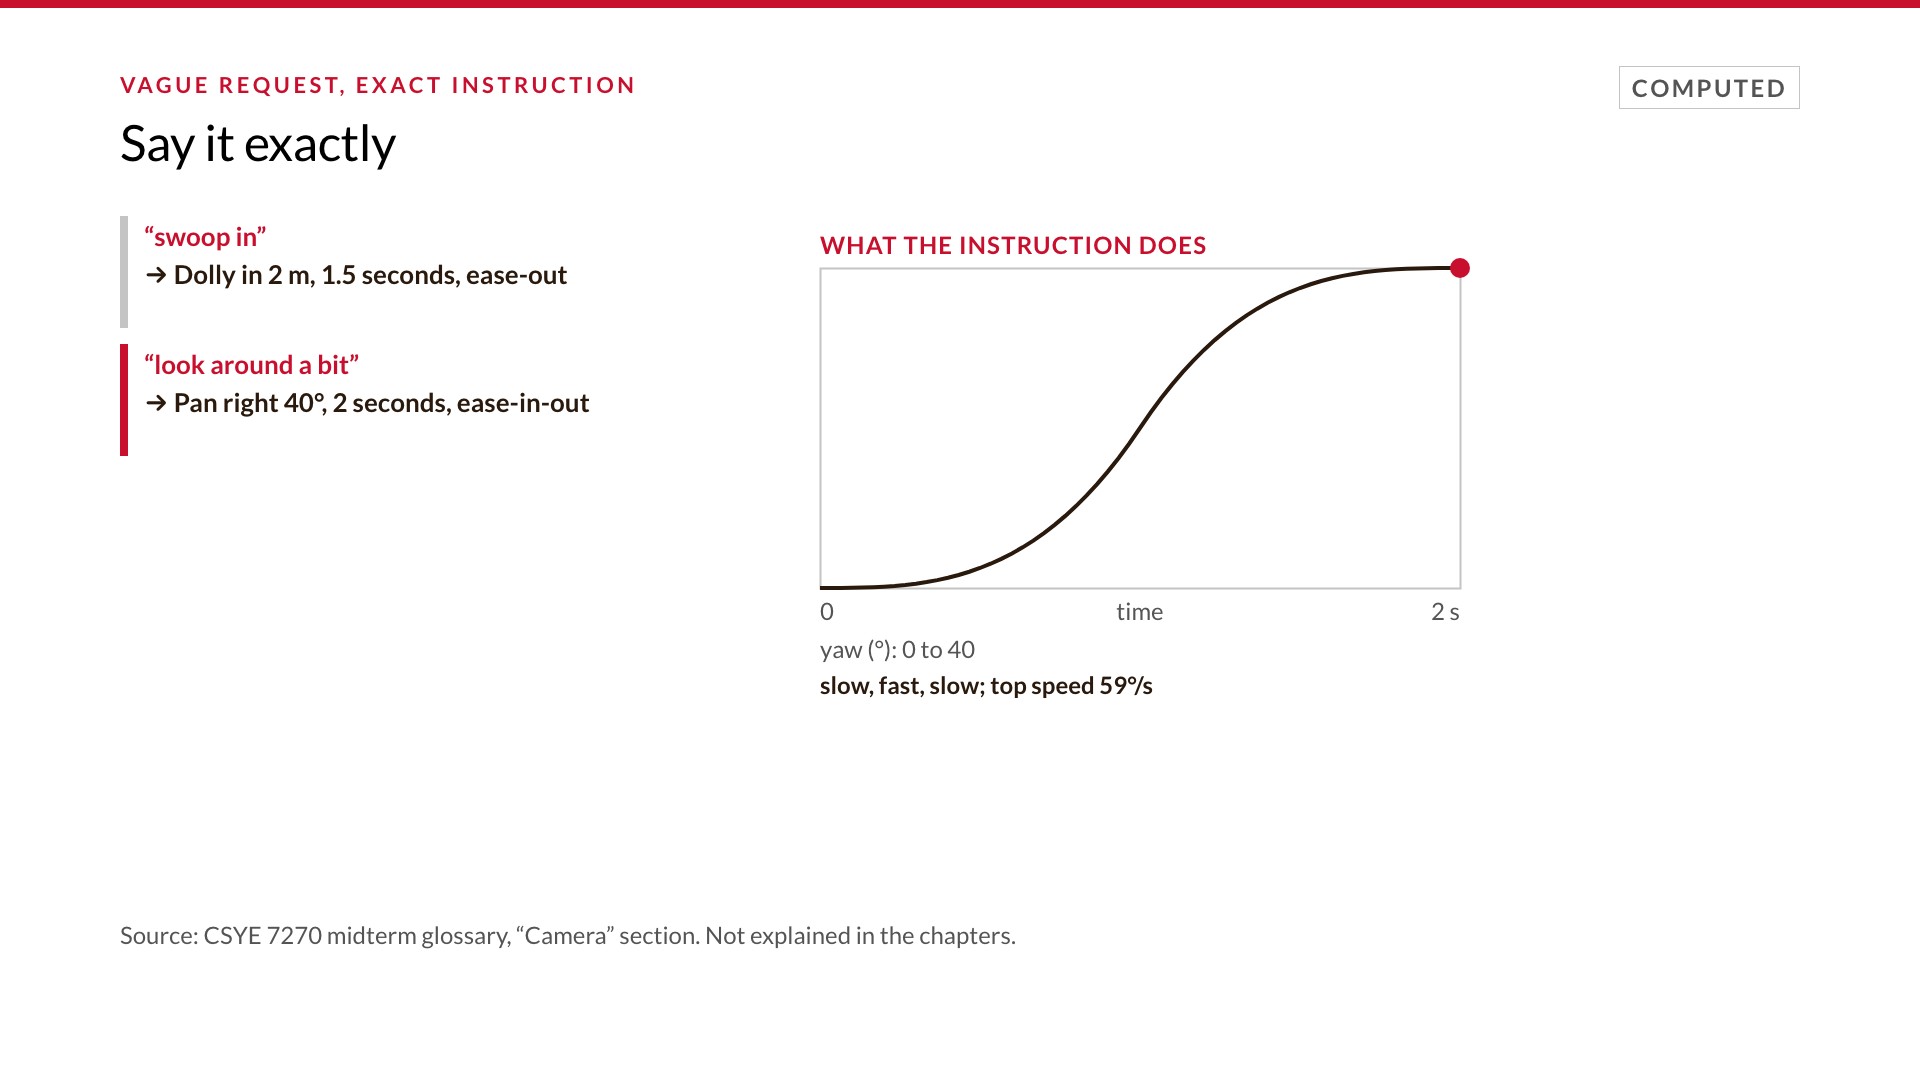 VAGUE REQUEST, EXACT INSTRUCTION
COMPUTED
Say it exactly
“swoop in”
→ Dolly in 2 m, 1.5 seconds, ease-out
“look around a bit”
→ Pan right 40°, 2 seconds, ease-in-out
WHAT THE INSTRUCTION DOES
0 time 2 s
yaw (°): 0 to 40
slow, fast, slow; top speed 59°/s
Source: CSYE 7270 midterm glossary, “Camera” section. Not explained in the chapters.